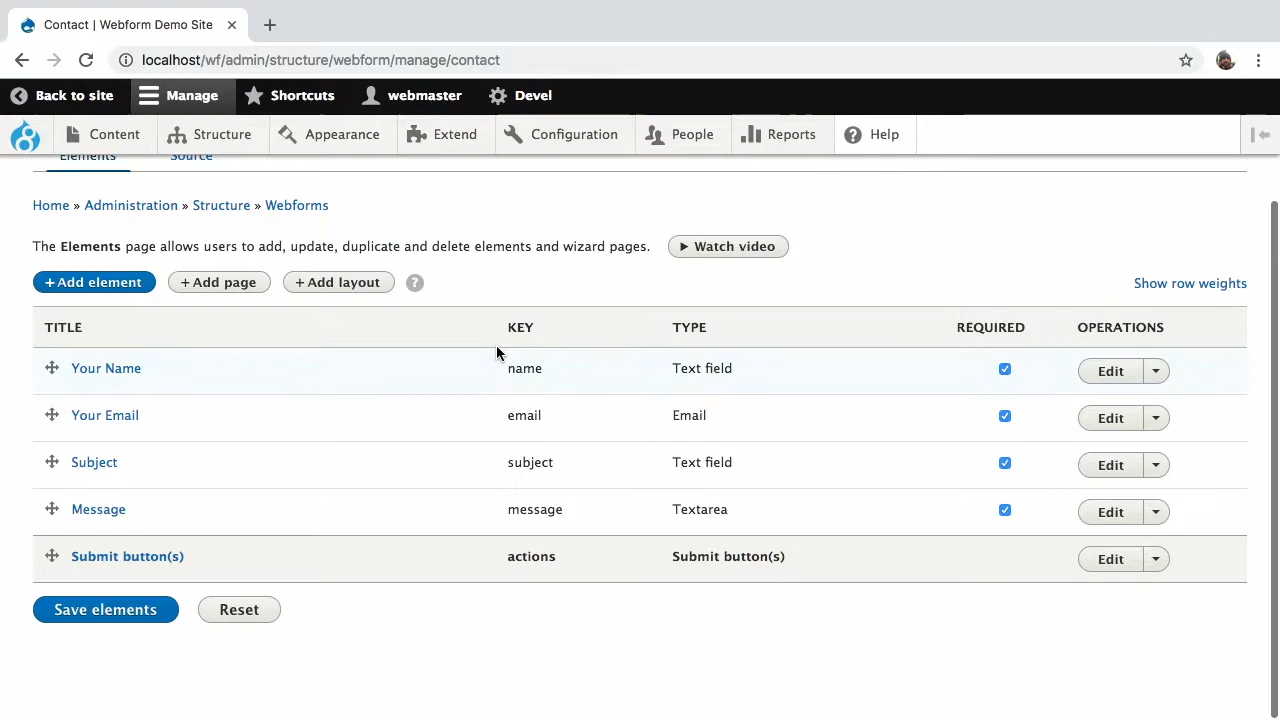 Contact | Webform Demo Site
localhost/wf/admin/structure/webform/manage/contact
Back to site Manage Shortcuts webmaster Devel
Content Structure Appearance Extend Configuration People Reports Help
Elements Source
Home » Administration » Structure » Webforms
The Elements page allows users to add, update, duplicate and delete elements and wizard pages. Watch video
+ Add element + Add page + Add layout ? Show row weights
TITLE KEY TYPE REQUIRED OPERATIONS
Your Name name Text field Edit
Your Email email Email Edit
Subject subject Text field Edit
Message message Textarea Edit
Submit button(s) actions Submit button(s) Edit
Save elements Reset